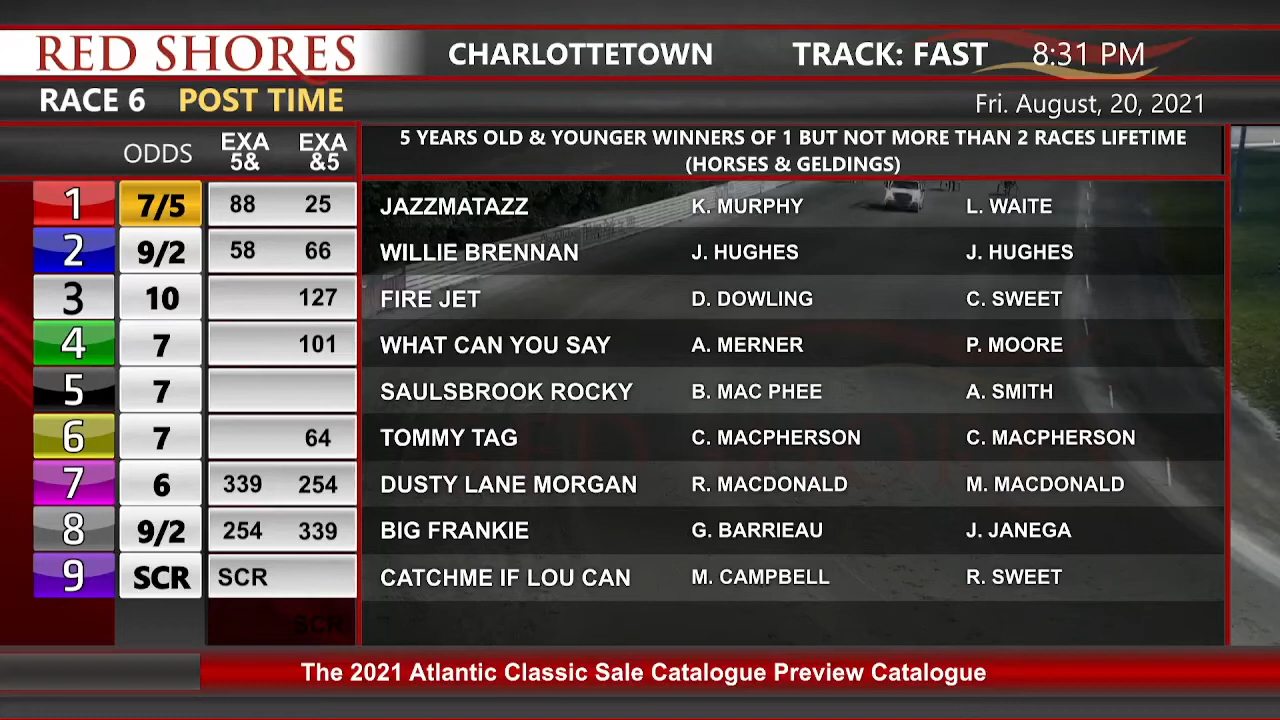 RED SHORES CHARLOTTETOWN TRACK: FAST 8:31 PM
RACE 6 POST TIME Fri. August, 20, 2021
ODDS EXA 5& EXA &5
5 YEARS OLD & YOUNGER WINNERS OF 1 BUT NOT MORE THAN 2 RACES LIFETIME
(HORSES & GELDINGS)
1 7/5 88 25 JAZZMATAZZ K. MURPHY L. WAITE
2 9/2 58 66 WILLIE BRENNAN J. HUGHES J. HUGHES
3 10 127 FIRE JET D. DOWLING C. SWEET
4 7 101 WHAT CAN YOU SAY A. MERNER P. MOORE
5 7 SAULSBROOK ROCKY B. MAC PHEE A. SMITH
6 7 64 TOMMY TAG C. MACPHERSON C. MACPHERSON
7 6 339 254 DUSTY LANE MORGAN R. MACDONALD M. MACDONALD
8 9/2 254 339 BIG FRANKIE G. BARRIEAU J. JANEGA
9 SCR SCR CATCHME IF LOU CAN M. CAMPBELL R. SWEET
SCR
The 2021 Atlantic Classic Sale Catalogue Preview Catalogue